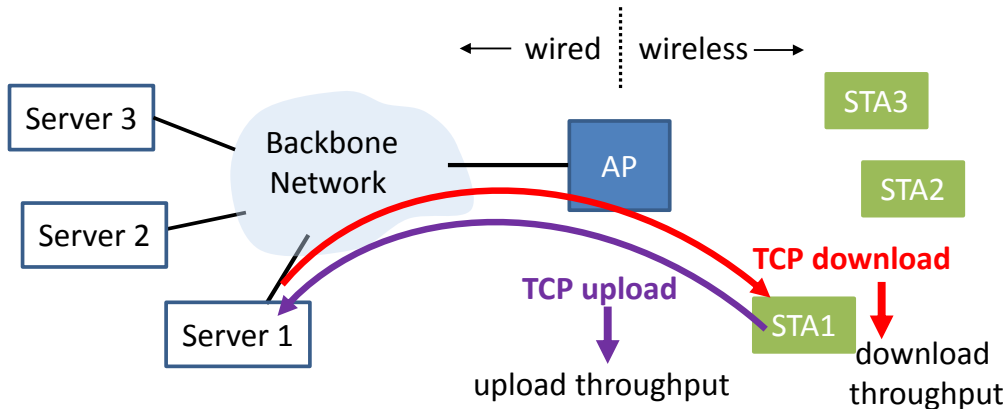 wired
wireless
Server 3
Backbone
Network
AP
STA3
STA2
Server 2
TCP download
TCP upload
Server 1
STA1
download
throughput
upload throughput